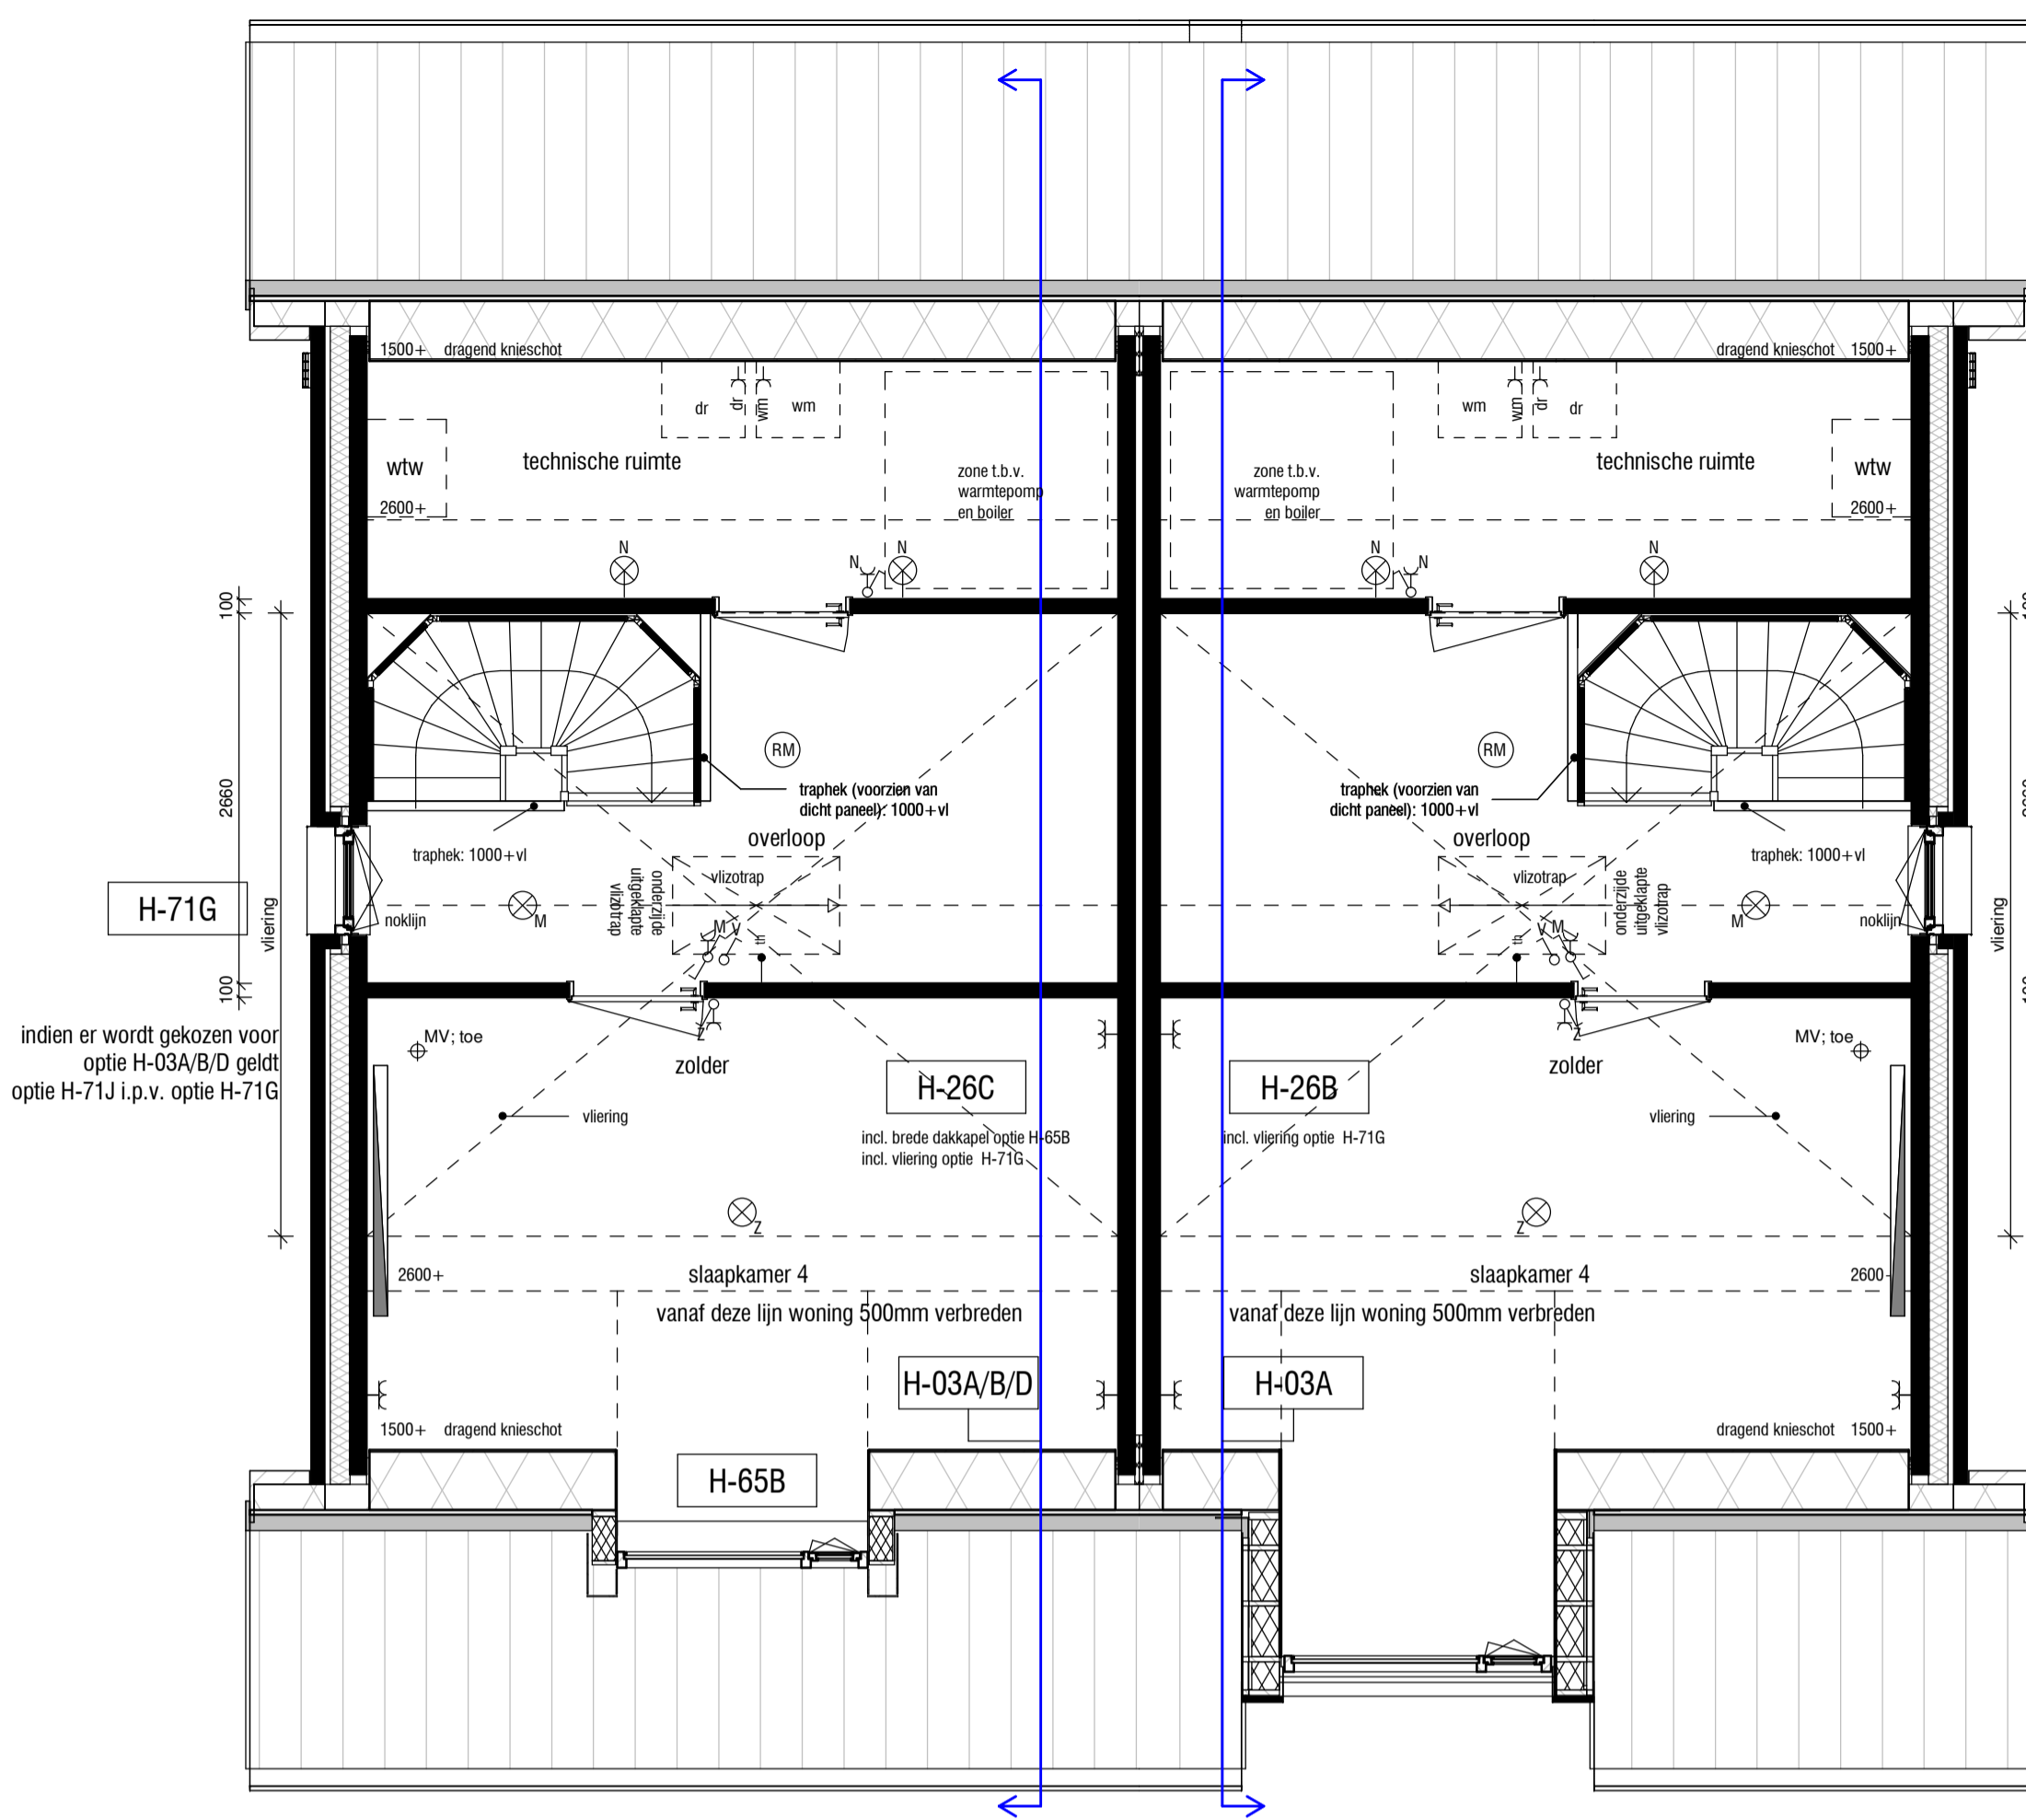 1500+ dragend knieschot
dragend knieschot 1500+
dr
dr
wm
wm
wm
wm
dr
dr
wtw
2600+
technische ruimte
zone t.b.v.
warmtepomp
en boiler
zone t.b.v.
warmtepomp
en boiler
technische ruimte
wtw
2600+
N
N
N
N
N
N
100
2660
100
vliering
RM
traphek (voorzien van
dicht paneel): 1000+vl
overloop
traphek: 1000+vl
vlizotrap
onderzijde
uitgeklapte
vlizotrap
M
noklijn
M
V
th
H-71G
RM
traphek (voorzien van
dicht paneel): 1000+vl
overloop
traphek: 1000+vl
vlizotrap
onderzijde
uitgeklapte
vlizotrap
M
noklijn
th
V
M
vliering
indien er wordt gekozen voor
optie H-03A/B/D geldt
optie H-71J i.p.v. optie H-71G
MV; toe
Z
zolder
H-26C
vliering
incl. brede dakkapel optie H-65B
incl. vliering optie H-71G
Z
2600+
slaapkamer 4
vanaf deze lijn woning 500mm verbreden
H-03A/B/D
1500+ dragend knieschot
H-65B
MV; toe
Z
zolder
H-26B
vliering
incl. vliering optie H-71G
Z
2600
slaapkamer 4
vanaf deze lijn woning 500mm verbreden
H-03A
dragend knieschot 1500+